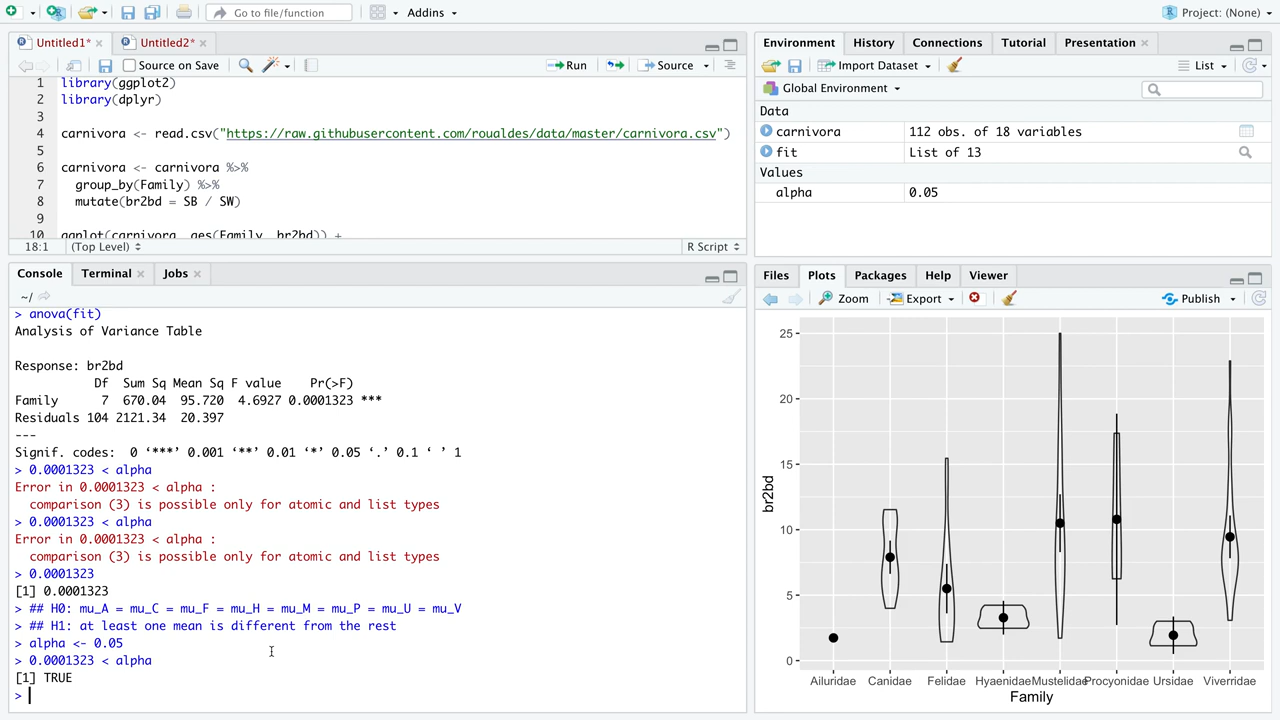 Go to file/function
Addins
Project: (None)
Untitled1*
Untitled2*
Source on Save
Run
Source
1 library(ggplot2)
2 library(dplyr)
3
4 carnivora <- read.csv("https://raw.githubusercontent.com/roualdes/data/master/carnivora.csv")
5
6 carnivora <- carnivora %>%
7 group_by(Family) %>%
8 mutate(br2bd = SB / SW)
9
10 ggplot(carnivora, aes(Family, br2bd)) +
18:1 (Top Level) R Script
Console Terminal Jobs
~/
> anova(fit)
Analysis of Variance Table
Response: br2bd
Df Sum Sq Mean Sq F value Pr(>F)
Family 7 670.04 95.720 4.6927 0.0001323 ***
Residuals 104 2121.34 20.397
---
Signif. codes: 0 ‘***’ 0.001 ‘**’ 0.01 ‘*’ 0.05 ‘.’ 0.1 ‘ ’ 1
> 0.0001323 < alpha
Error in 0.0001323 < alpha :
comparison (3) is possible only for atomic and list types
> 0.0001323 < alpha
Error in 0.0001323 < alpha :
comparison (3) is possible only for atomic and list types
> 0.0001323
[1] 0.0001323
> ## H0: mu_A = mu_C = mu_F = mu_H = mu_M = mu_P = mu_U = mu_V
> ## H1: at least one mean is different from the rest
> alpha <- 0.05
> 0.0001323 < alpha
[1] TRUE
>
Environment History Connections Tutorial Presentation
Import Dataset
List
Global Environment
Data
carnivora 112 obs. of 18 variables
fit List of 13
Values
alpha 0.05
Files Plots Packages Help Viewer
Zoom Export Publish
25
20
15
10
5
0
br2bd
Ailuridae Canidae Felidae Hyaenidae Mustelidae Procyonidae Ursidae Viverridae
Family